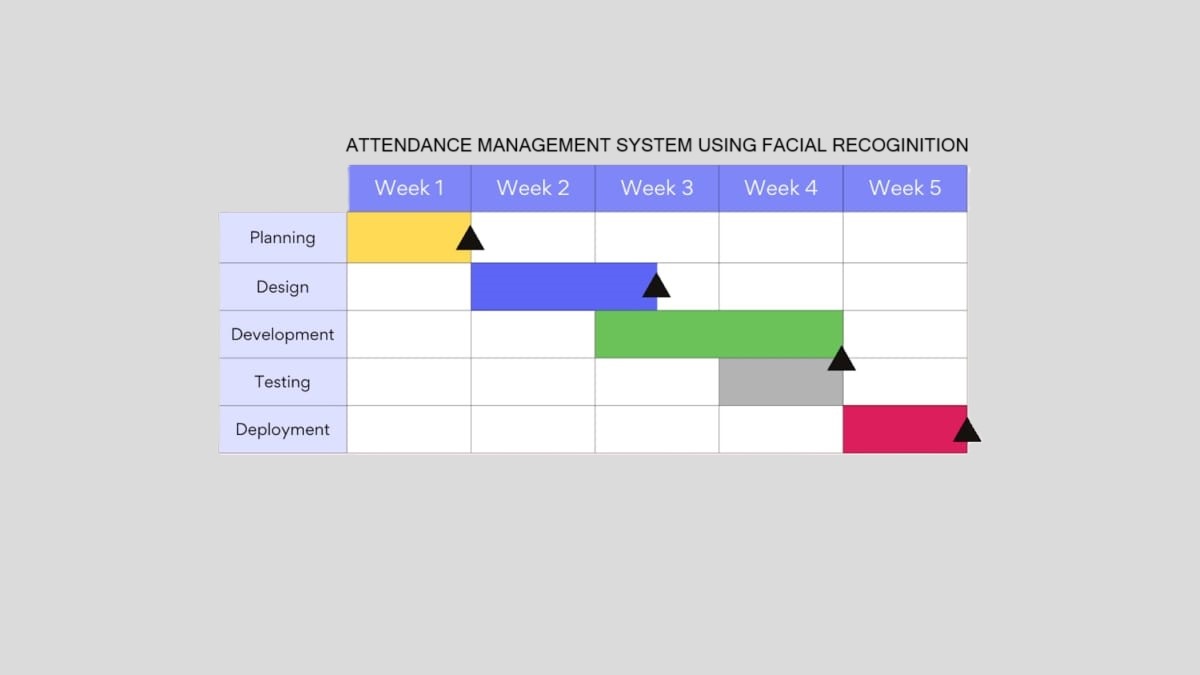 ATTENDANCE MANAGEMENT SYSTEM USING FACIAL RECOGINITION
Week 1 Week 2 Week 3 Week 4 Week 5
Planning
Design
Development
Testing
Deployment